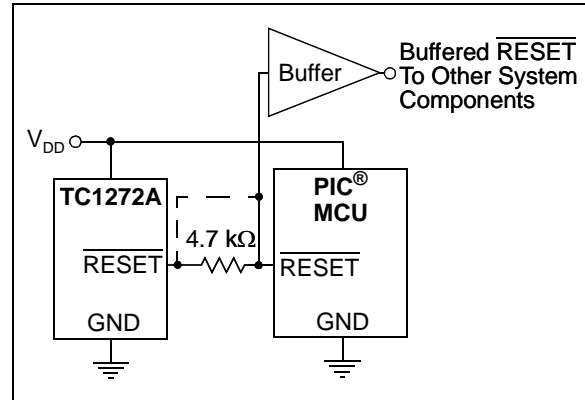 Buffer
Buffered RESET
To Other System
Components
VDD
TC1272A
PIC®
MCU
4.7 kΩ
RESET
RESET
GND
GND